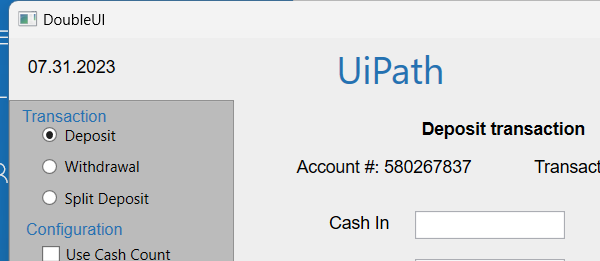 DoubleUI
07.31.2023
UiPath
Transaction
Deposit
Withdrawal
Split Deposit
Configuration
Use Cash Count
Deposit transaction
Account #: 580267837
Transact
Cash In